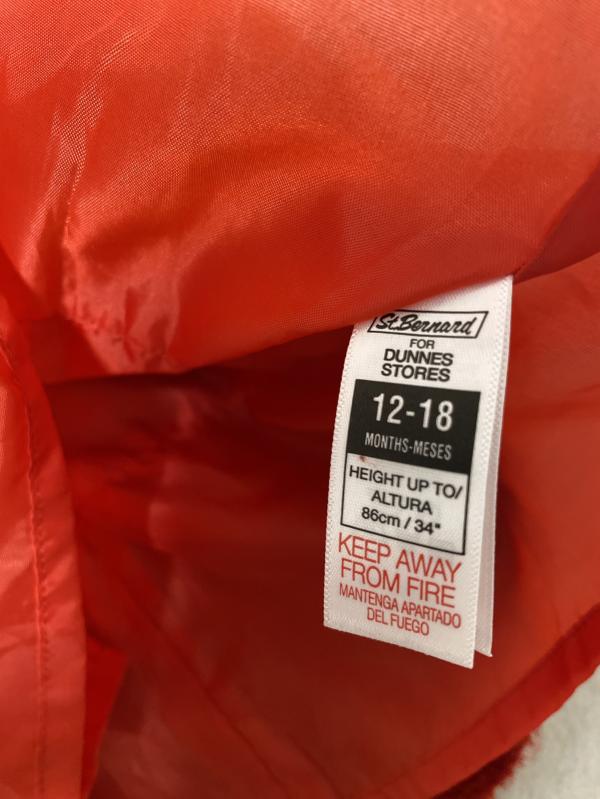 St.Bernard
FOR
DUNNES
STORES
12-18
MONTHS-MESES
HEIGHT UP TO/
ALTURA
86cm / 34"
KEEP AWAY
FROM FIRE
MANTENGA APARTADO
DEL FUEGO